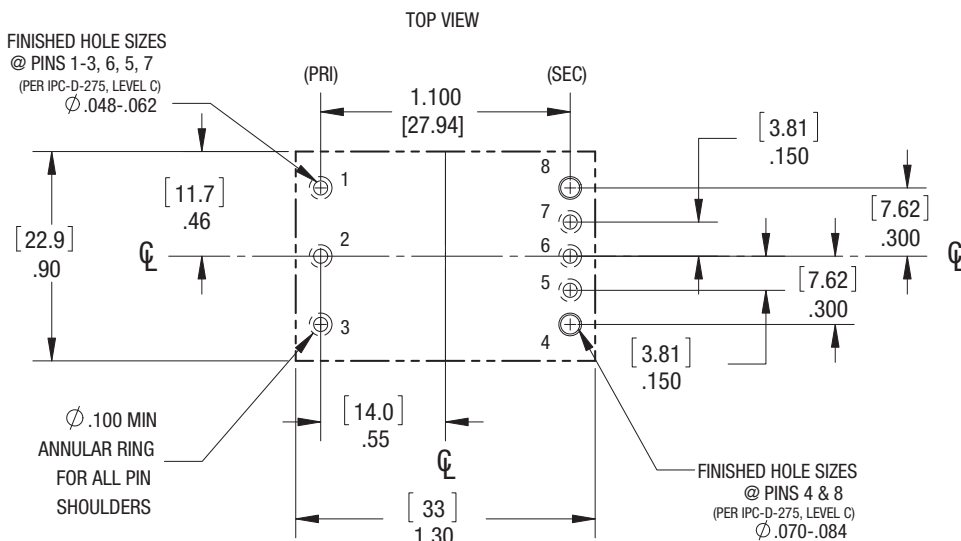 TOP VIEW
FINISHED HOLE SIZES
@ PINS 1-3, 6, 5, 7
(PER IPC-D-275, LEVEL C)
∅ .048-.062
(PRI)
(SEC)
1.100
[27.94]
[3.81]
.150
[11.7]
.46
[22.9]
.90
℄
1
2
3
8
7
6
5
4
[7.62]
.300
℄
[7.62]
.300
[3.81]
.150
∅ .100 MIN
ANNULAR RING
FOR ALL PIN
SHOULDERS
[14.0]
.55
℄
[33]
1.30
FINISHED HOLE SIZES
@ PINS 4 & 8
(PER IPC-D-275, LEVEL C)
∅ .070-.084